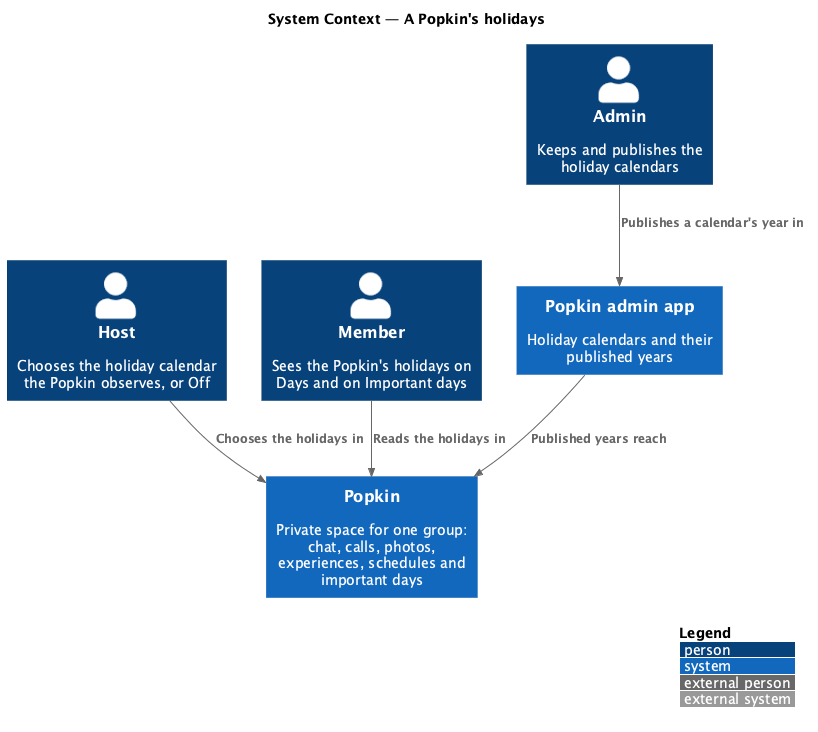 System Context — A Popkin's holidays
Admin
Keeps and publishes the
holiday calendars
Publishes a calendar's year in
Host
Chooses the holiday calendar
the Popkin observes, or Off
Member
Sees the Popkin's holidays on
Days and on Important days
Popkin admin app
Holiday calendars and their
published years
Chooses the holidays in
Reads the holidays in
Published years reach
Popkin
Private space for one group:
chat, calls, photos,
experiences, schedules and
important days
Legend
person
system
external person
external system